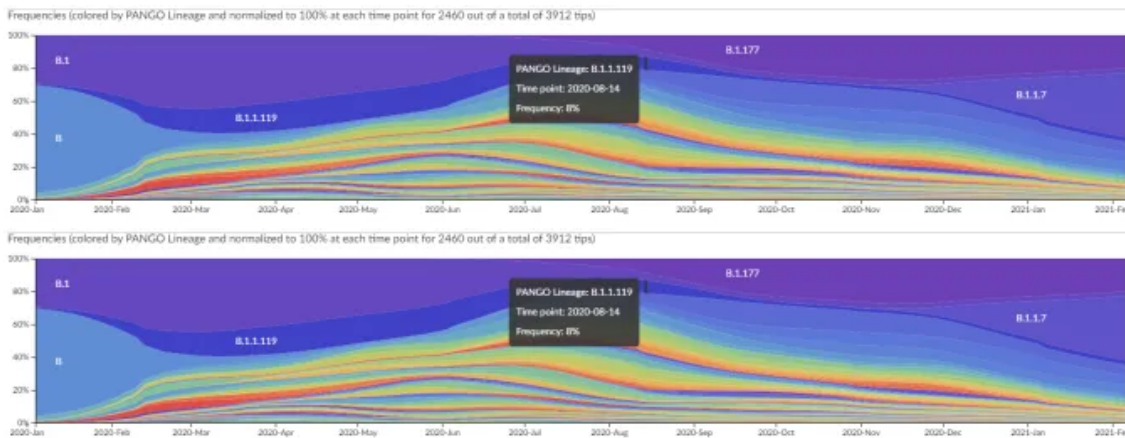 Frequencies (colored by PANGO Lineage and normalized to 100% at each time point for 2460 out of a total of 3912 tips)
100%
B.1
B.1.177
PANGO Lineage: B.1.1.119
80%
Time point: 2020-08-14
B.1.1.7
Frequency: 8%
60%
B.1.1.119
40%
B
20%
0%
2020-Jan 2020-Feb 2020-Mar 2020-Apr 2020-May 2020-Jun 2020-Jul 2020-Aug 2020-Sep 2020-Oct 2020-Nov 2020-Dec 2021-Jan 2021-Fe
Frequencies (colored by PANGO Lineage and normalized to 100% at each time point for 2460 out of a total of 3912 tips)
100%
B.1
B.1.177
PANGO Lineage: B.1.1.119
80%
Time point: 2020-08-14
B.1.1.7
Frequency: 8%
60%
B.1.1.119
40%
B
20%
0%
2020-Jan 2020-Feb 2020-Mar 2020-Apr 2020-May 2020-Jun 2020-Jul 2020-Aug 2020-Sep 2020-Oct 2020-Nov 2020-Dec 2021-Jan 2021-Fe